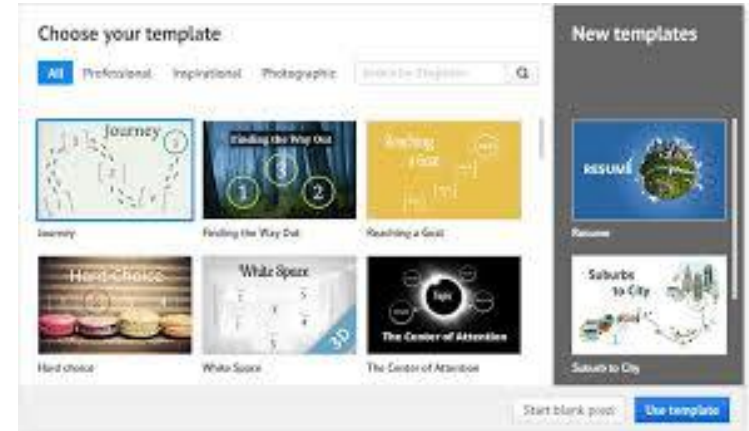 Choose your template
New templates
All Professional Inspirational Photographic
Journey
Finding the Way Out
3
1
2
Reaching
a Goal
Journey
Finding the Way Out
Reaching a Goal
RESUMÉ
Resume
Hard Choice
White Space
3D
Topic
The Center of Attention
Hard choice
White Space
The Center of Attention
Suburbs
to City
Suburb to City
Start blank prezi
Use template